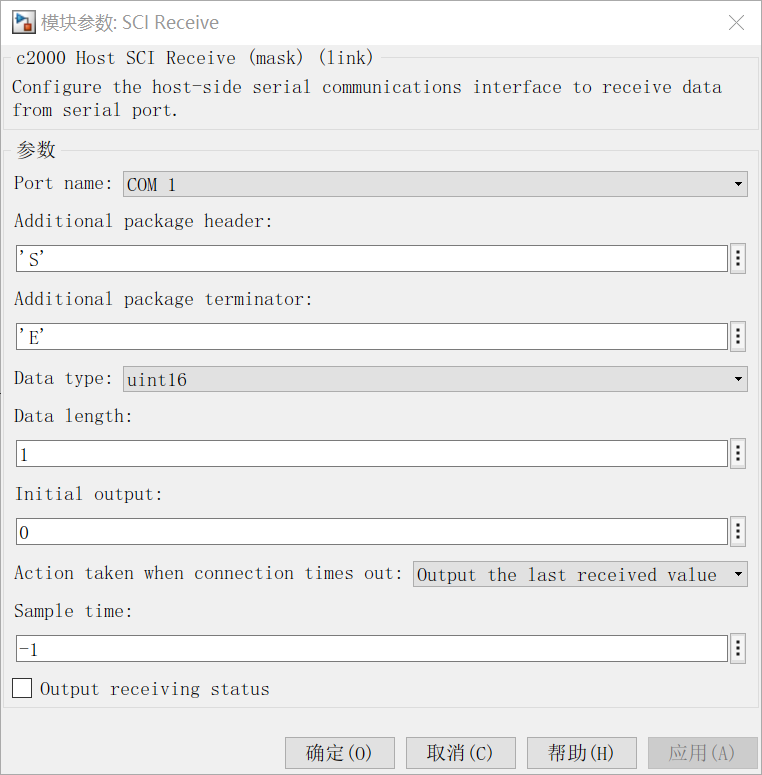 模块参数: SCI Receive
c2000 Host SCI Receive (mask) (link)
Configure the host-side serial communications interface to receive data
from serial port.
参数
Port name: COM 1
Additional package header:
'S'
Additional package terminator:
'E'
Data type: uint16
Data length:
1
Initial output:
0
Action taken when connection times out: Output the last received value
Sample time:
-1
Output receiving status
确定(O) 取消(C) 帮助(H) 应用(A)